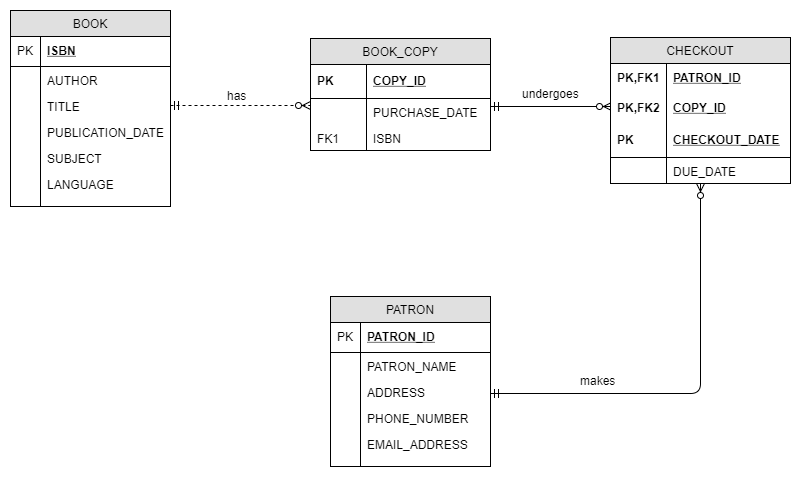 BOOK
PK ISBN
AUTHOR
TITLE
PUBLICATION_DATE
SUBJECT
LANGUAGE
has
BOOK_COPY
PK COPY_ID
PURCHASE_DATE
FK1 ISBN
undergoes
CHECKOUT
PK,FK1 PATRON_ID
PK,FK2 COPY_ID
PK CHECKOUT_DATE
DUE_DATE
PATRON
PK PATRON_ID
PATRON_NAME
ADDRESS
PHONE_NUMBER
EMAIL_ADDRESS
makes